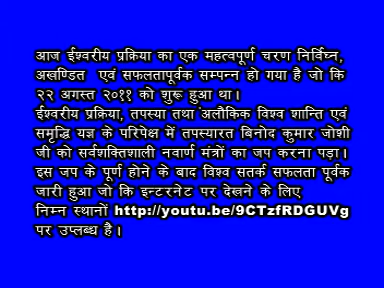 आज ईश्वरीय प्रक्रिया का एक महत्वपूर्ण चरण निर्विघ्न,
अखण्डित एवं सफलतापूर्वक सम्पन्न हो गया है जो कि
२२ अगस्त २०११ को शुरू हुआ था।
ईश्वरीय प्रक्रिया, तपस्या तथा अलौकिक विश्व शान्ति एवं
समृद्धि यज्ञ के परिपेक्ष में तपस्यारत बिनोद कुमार जोशी
जी को सर्वशक्तिशाली नवार्ण मंत्रों का जप करना पड़ा।
इस जप के पूर्ण होने के बाद विश्व सतर्क सफलता पूर्वक
जारी हुआ जो कि इन्टरनेट पर देखने के लिए
निम्न स्थानों http://youtu.be/9CTzfRDGUVg
पर उप्लब्ध है।